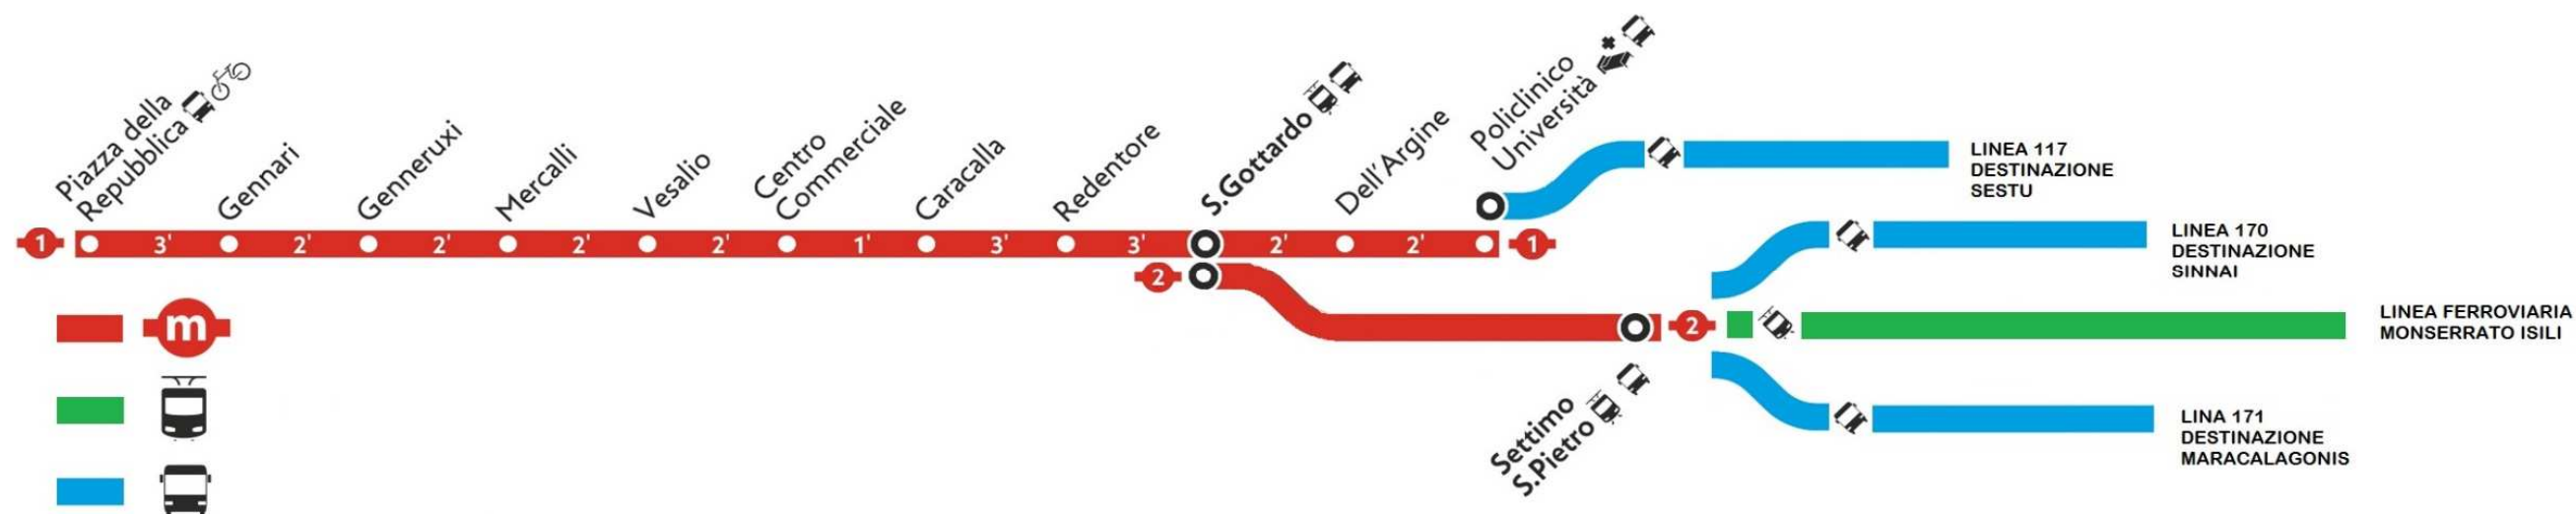 Piazza della
Repubblica
Gennari
Genneruxi
Mercalli
Vesalio
Centro
Commerciale
Caracalla
Redentore
S.Gottardo
Dell'Argine
Policlinico
Università
LINEA 117
DESTINAZIONE
SESTU
1 3' 2' 2' 2' 2' 1' 3' 3' 2' 2' 1
2
LINEA 170
DESTINAZIONE
SINNAI
m
2
LINEA FERROVIARIA
MONSERRATO ISILI
Settimo
S.Pietro
LINA 171
DESTINAZIONE
MARACALAGONIS